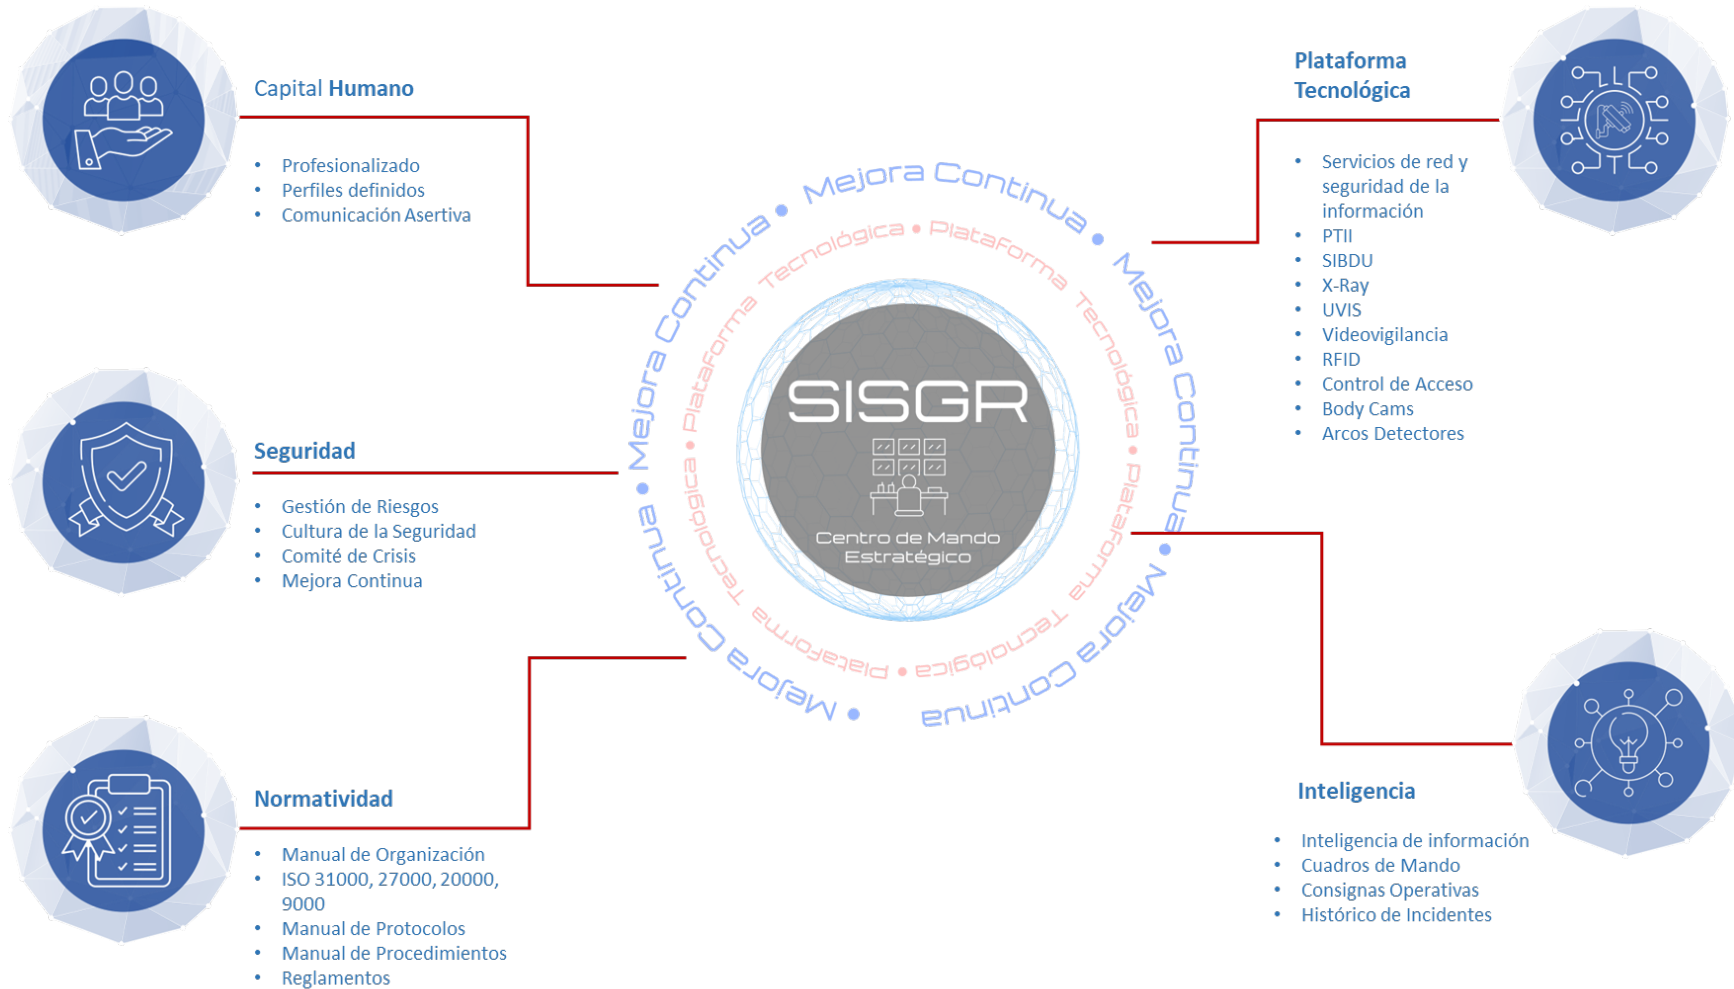 Capital Humano
• Profesionalizado
• Perfiles definidos
• Comunicación Asertiva
Seguridad
• Gestión de Riesgos
• Cultura de la Seguridad
• Comité de Crisis
• Mejora Continua
Normatividad
• Manual de Organización
• ISO 31000, 27000, 20000,
9000
• Manual de Protocolos
• Manual de Procedimientos
• Reglamentos
• Mejora Continua • Mejora Continua • Mejora Continua • Mejora Continua • Mejora Continua
• Plataforma Tecnológica • Plataforma Tecnológica • Plataforma Tecnológica • Plataforma Tecnológica
SISGR
Centro de Mando
Estratégico
Plataforma
Tecnológica
• Servicios de red y
seguridad de la
información
• PTII
• SIBDU
• X-Ray
• UVIS
• Videovigilancia
• RFID
• Control de Acceso
• Body Cams
• Arcos Detectores
Inteligencia
• Inteligencia de información
• Cuadros de Mando
• Consignas Operativas
• Histórico de Incidentes